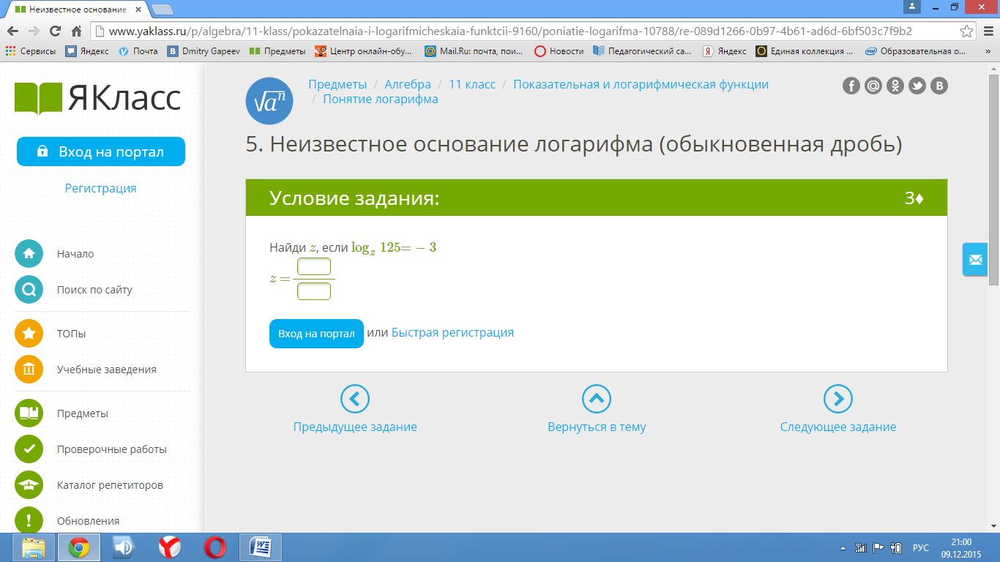 Неизвестное основание
www.yaklass.ru/p/algebra/11-klass/pokazatelnaia-i-logarifmicheskaia-funktcii-9160/poniatie-logarifma-10788/re-089d1266-0b97-4b61-ad6d-6bf503c7f9b2
Сервисы Яндекс Почта Dmitry Gapeev Предметы Центр онлайн-обу... Mail.Ru: почта, пои... Новости Педагогический са... Яндекс Единая коллекция ... Образовательная о... »
ЯКласс
Вход на портал
Регистрация
Начало
Поиск по сайту
ТОПы
Учебные заведения
Предметы
Проверочные работы
Каталог репетиторов
Обновления
Предметы / Алгебра / 11 класс / Показательная и логарифмическая функции
/ Понятие логарифма
5. Неизвестное основание логарифма (обыкновенная дробь)
Условие задания: 3♦
Найди z, если log_z 125=− 3
z =
Вход на портал или Быстрая регистрация
Предыдущее задание Вернуться в тему Следующее задание
РУС 21:00
09.12.2015